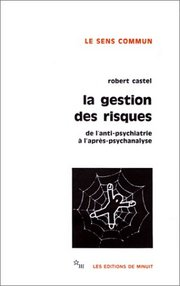 LE SENS COMMUN
robert castel
la gestion
des risques
de l'anti-psychiatrie
à l'après-psychanalyse
LES EDITIONS DE MINUIT